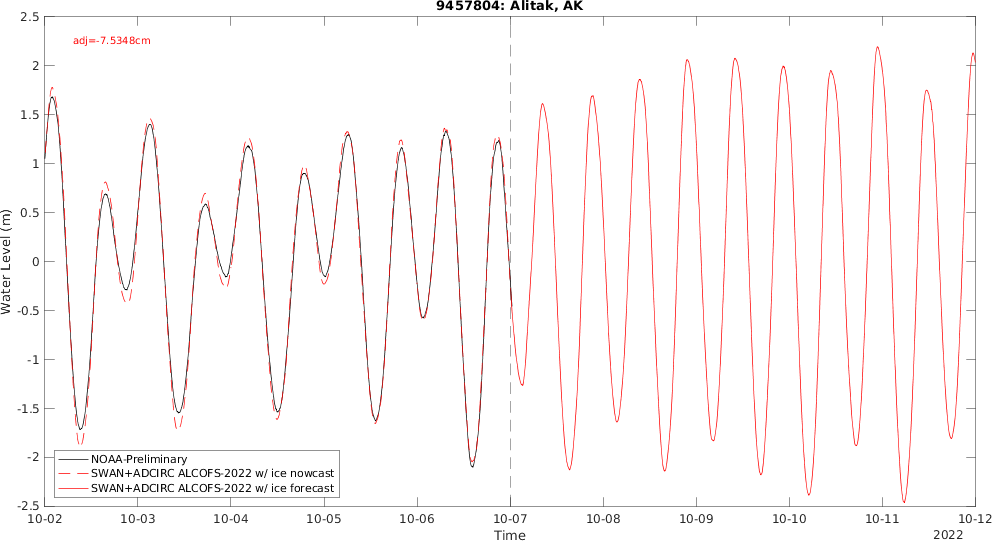 9457804: Alitak, AK
adj=-7.5348cm
2.5
2
1.5
1
0.5
0
-0.5
-1
-1.5
-2
-2.5
Water Level (m)
NOAA-Preliminary
SWAN+ADCIRC ALCOFS-2022 w/ ice nowcast
SWAN+ADCIRC ALCOFS-2022 w/ ice forecast
10-02 10-03 10-04 10-05 10-06 10-07 10-08 10-09 10-10 10-11 10-12
Time
2022